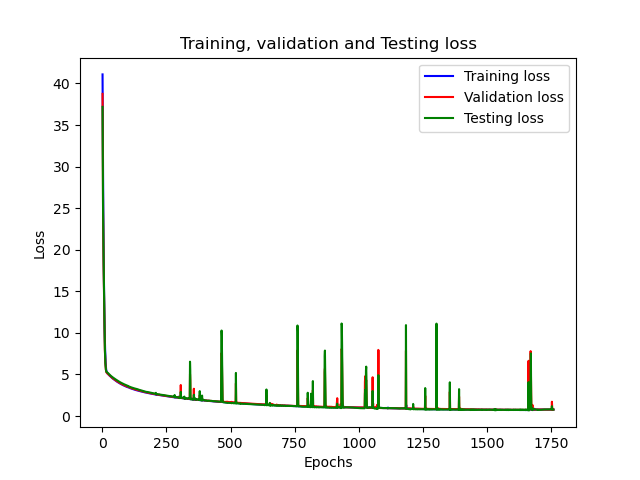 Training, validation and Testing loss
Training loss
Validation loss
Testing loss
40
35
30
25
20
15
10
5
0
Loss
0 250 500 750 1000 1250 1500 1750
Epochs